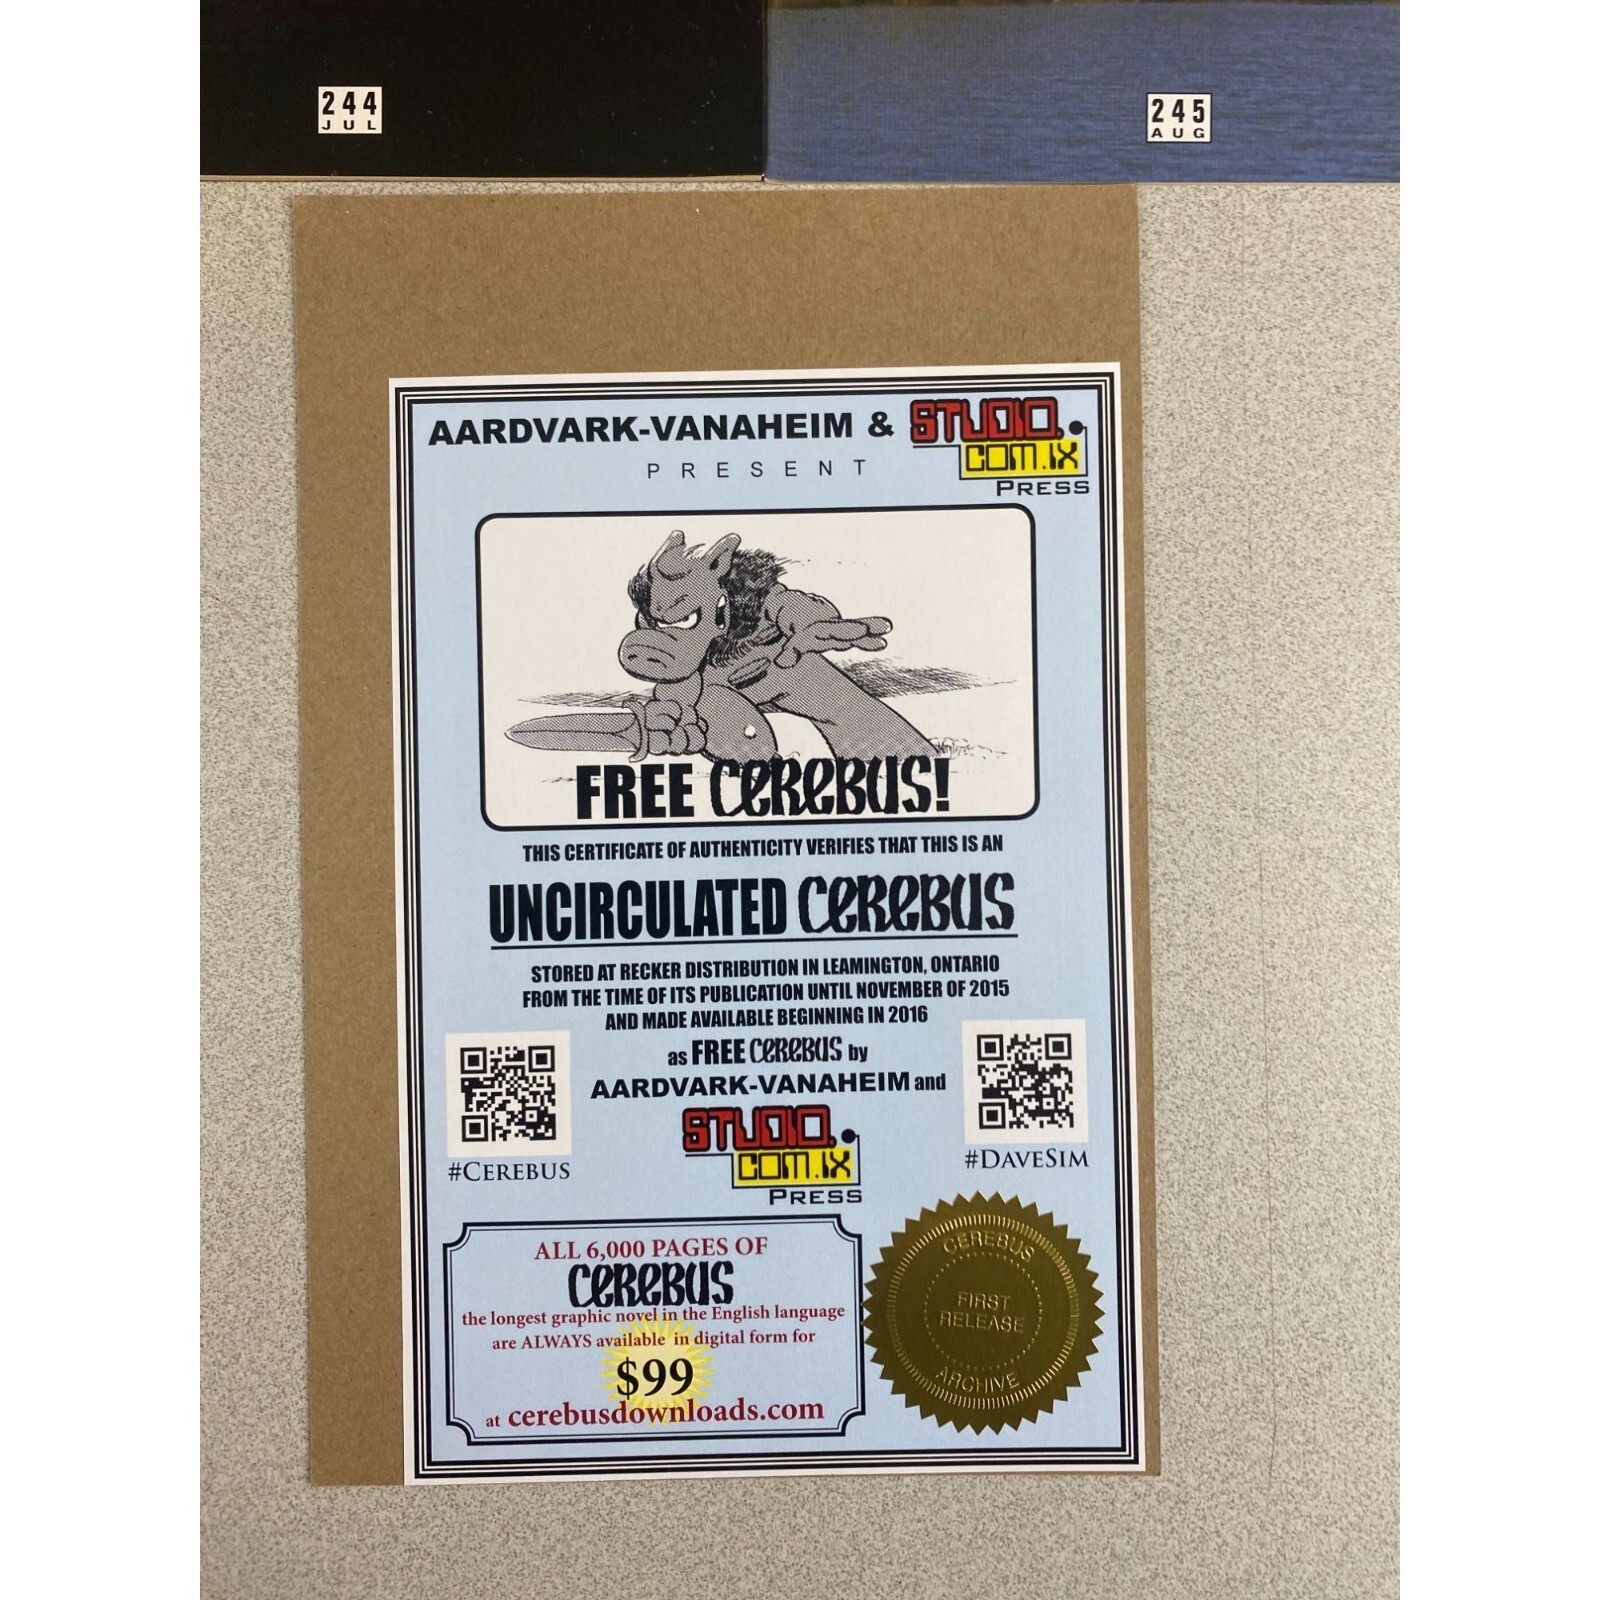 244
JUL
245
AUG
AARDVARK-VANAHEIM & STUDIO.
COM.IX
PRESENT
PRESS
FREE CEREBUS!
THIS CERTIFICATE OF AUTHENTICITY VERIFIES THAT THIS IS AN
UNCIRCULATED CEREBUS
STORED AT RECKER DISTRIBUTION IN LEAMINGTON, ONTARIO
FROM THE TIME OF ITS PUBLICATION UNTIL NOVEMBER OF 2015
AND MADE AVAILABLE BEGINNING IN 2016
as FREE CEREBUS by
AARDVARK-VANAHEIM and
STUDIO.
COM.IX
PRESS
#CEREBUS
#DAVESIM
ALL 6,000 PAGES OF
CEREBUS
the longest graphic novel in the English language
are ALWAYS available in digital form for
$99
at cerebusdownloads.com
CEREBUS
FIRST
RELEASE
ARCHIVE